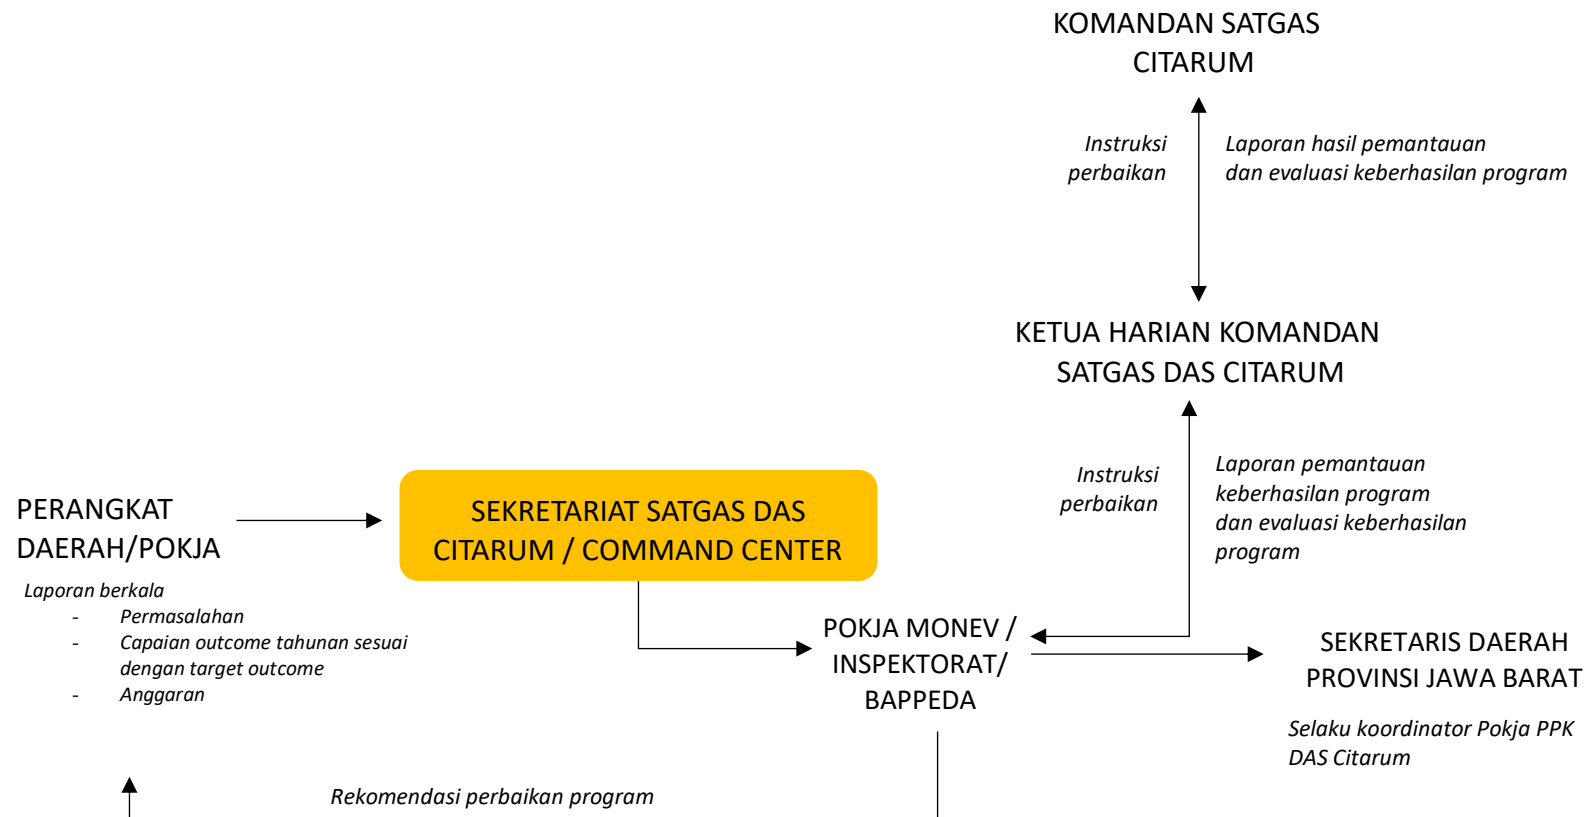 KOMANDAN SATGAS
CITARUM
Instruksi
perbaikan
Laporan hasil pemantauan
dan evaluasi keberhasilan program
KETUA HARIAN KOMANDAN
SATGAS DAS CITARUM
Instruksi
perbaikan
Laporan pemantauan
keberhasilan program
dan evaluasi keberhasilan
program
PERANGKAT
DAERAH/POKJA
SEKRETARIAT SATGAS DAS
CITARUM / COMMAND CENTER
Laporan berkala
- Permasalahan
- Capaian outcome tahunan sesuai
dengan target outcome
- Anggaran
POKJA MONEV /
INSPEKTORAT/
BAPPEDA
SEKRETARIS DAERAH
PROVINSI JAWA BARAT
Selaku koordinator Pokja PPK
DAS Citarum
Rekomendasi perbaikan program